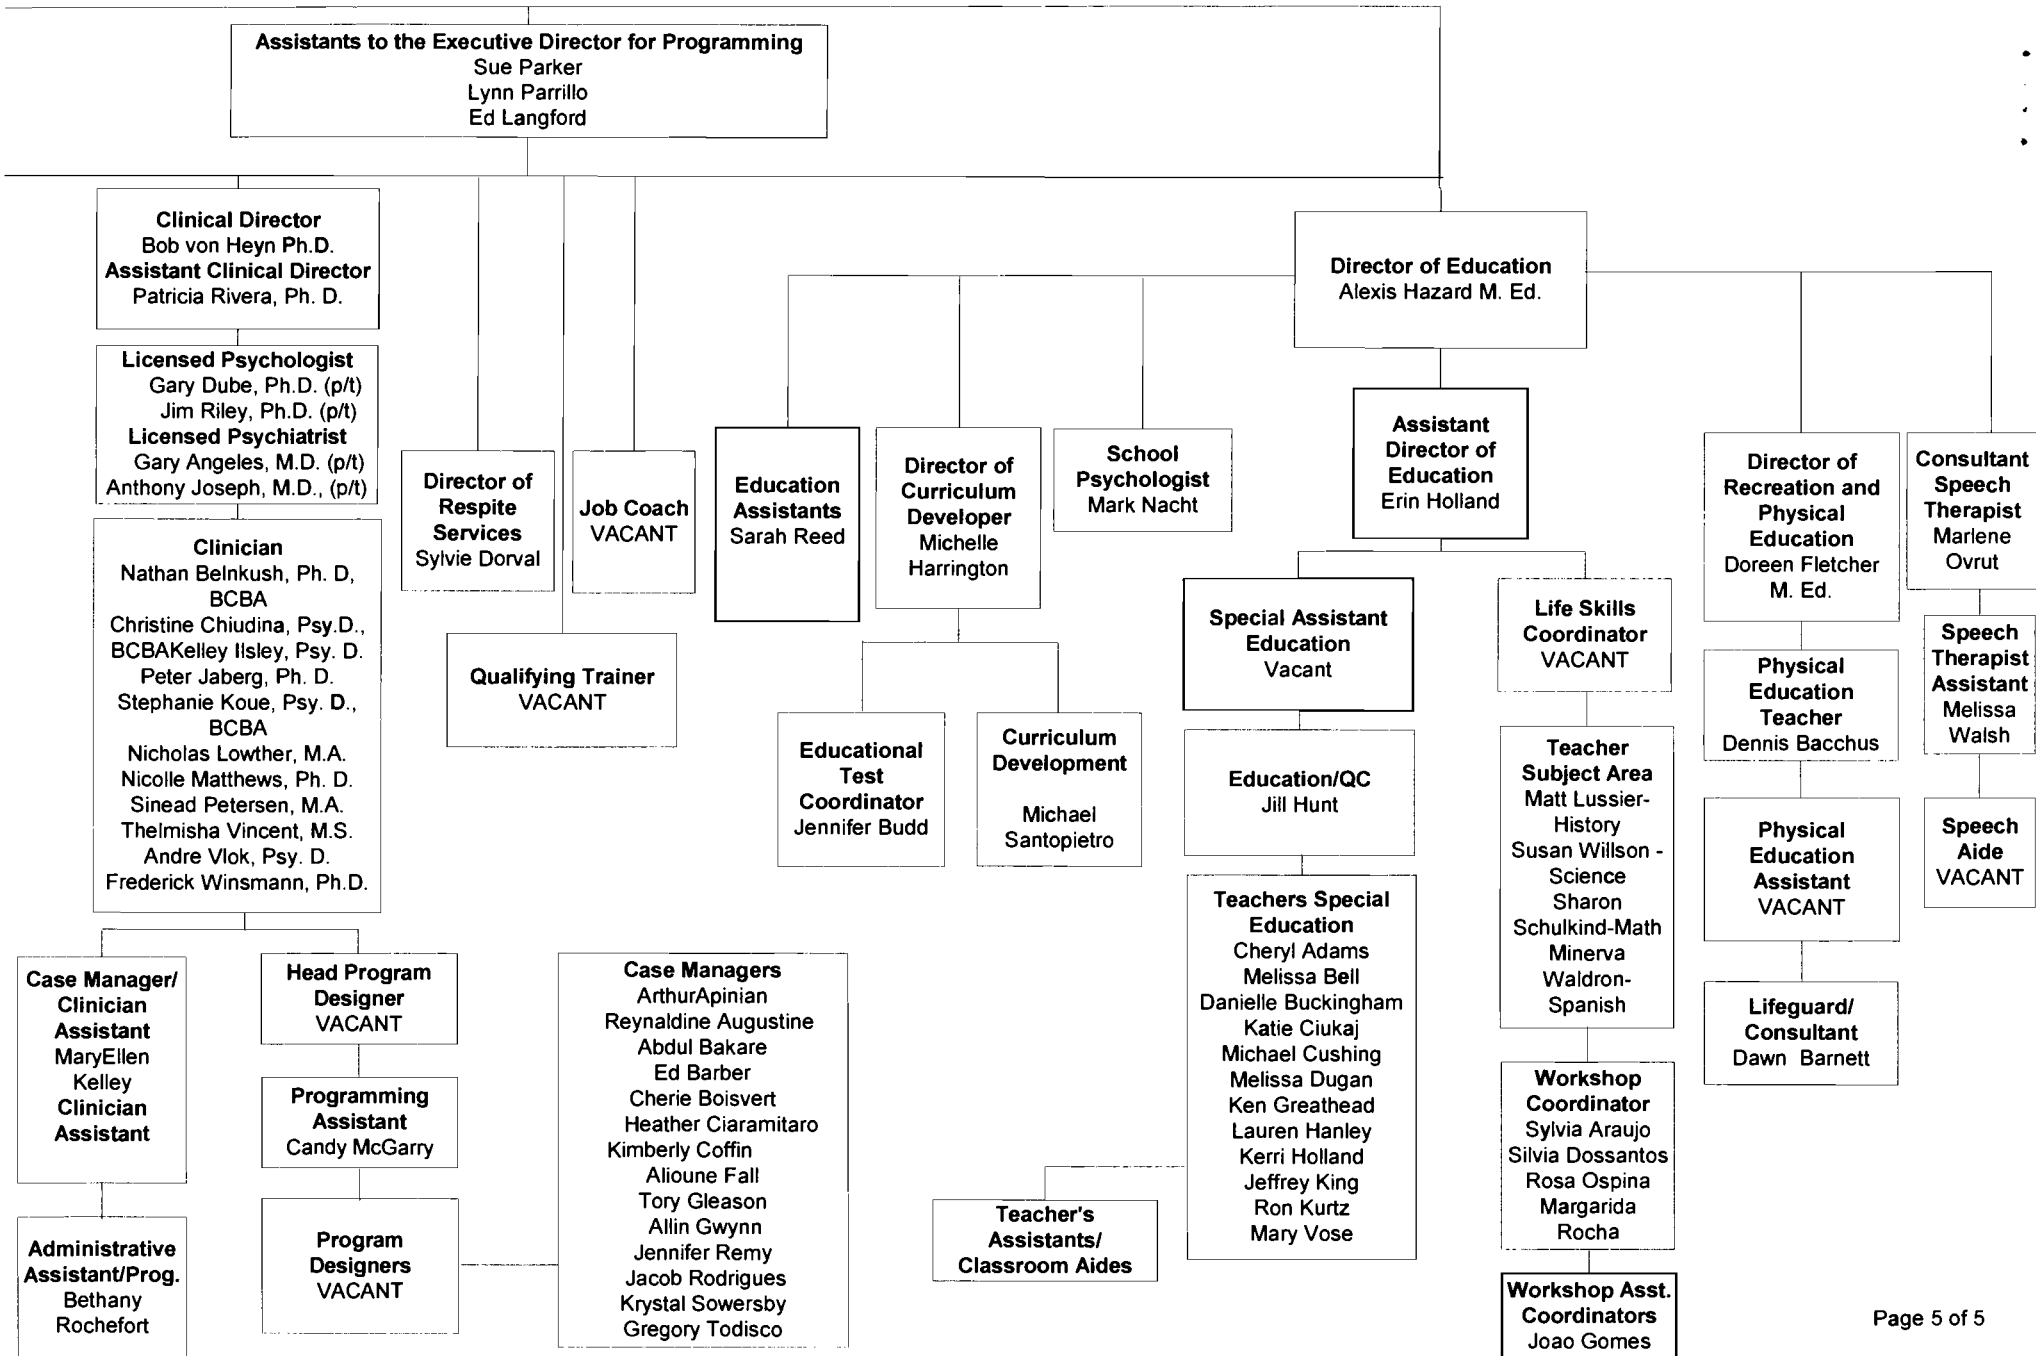 Assistants to the Executive Director for Programming
Sue Parker
Lynn Parrillo
Ed Langford
Clinical Director
Bob von Heyn Ph.D.
Assistant Clinical Director
Patricia Rivera, Ph. D.
Licensed Psychologist
Gary Dube, Ph.D. (p/t)
Jim Riley, Ph.D. (p/t)
Licensed Psychiatrist
Gary Angeles, M.D. (p/t)
Anthony Joseph, M.D., (p/t)
Clinician
Nathan Belnkush, Ph. D,
BCBA
Christine Chiudina, Psy.D.,
BCBAKelley Ilsley, Psy. D.
Peter Jaberg, Ph. D.
Stephanie Koue, Psy. D.,
BCBA
Nicholas Lowther, M.A.
Nicolle Matthews, Ph. D.
Sinead Petersen, M.A.
Thelmisha Vincent, M.S.
Andre Vlok, Psy. D.
Frederick Winsmann, Ph.D.
Case Manager/
Clinician
Assistant
MaryEllen
Kelley
Clinician
Assistant
Administrative
Assistant/Prog.
Bethany
Rochefort
Head Program
Designer
VACANT
Programming
Assistant
Candy McGarry
Program
Designers
VACANT
Case Managers
ArthurApinian
Reynaldine Augustine
Abdul Bakare
Ed Barber
Cherie Boisvert
Heather Ciaramitaro
Kimberly Coffin
Alioune Fall
Tory Gleason
Allin Gwynn
Jennifer Remy
Jacob Rodrigues
Krystal Sowersby
Gregory Todisco
Director of
Respite
Services
Sylvie Dorval
Qualifying Trainer
VACANT
Job Coach
VACANT
Director of Education
Alexis Hazard M. Ed.
Education
Assistants
Sarah Reed
Director of
Curriculum
Developer
Michelle
Harrington
Educational
Test
Coordinator
Jennifer Budd
Curriculum
Development
Michael
Santopietro
School
Psychologist
Mark Nacht
Assistant
Director of
Education
Erin Holland
Special Assistant
Education
Vacant
Education/QC
Jill Hunt
Teachers Special
Education
Cheryl Adams
Melissa Bell
Danielle Buckingham
Katie Ciukaj
Michael Cushing
Melissa Dugan
Ken Greathead
Lauren Hanley
Kerri Holland
Jeffrey King
Ron Kurtz
Mary Vose
Teacher's
Assistants/
Classroom Aides
Life Skills
Coordinator
VACANT
Teacher
Subject Area
Matt Lussier-
History
Susan Willson -
Science
Sharon
Schulkind-Math
Minerva
Waldron-
Spanish
Workshop
Coordinator
Sylvia Araujo
Silvia Dossantos
Rosa Ospina
Margarida
Rocha
Workshop Asst.
Coordinators
Joao Gomes
Director of
Recreation and
Physical
Education
Doreen Fletcher
M. Ed.
Physical
Education
Teacher
Dennis Bacchus
Physical
Education
Assistant
VACANT
Lifeguard/
Consultant
Dawn Barnett
Consultant
Speech
Therapist
Marlene
Ovrut
Speech
Therapist
Assistant
Melissa
Walsh
Speech
Aide
VACANT
Page 5 of 5